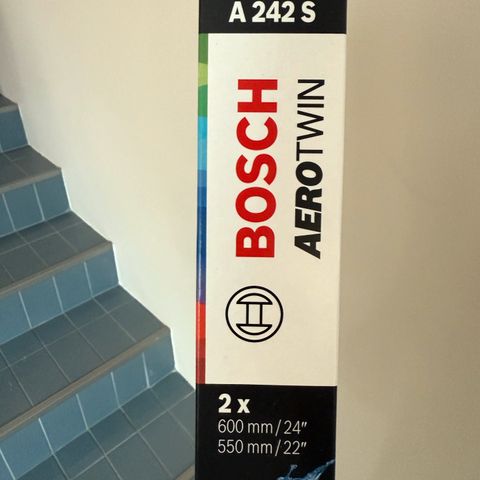 A 242 S
BOSCH
AEROTWIN
2 x
600 mm/24"
550 mm/22"